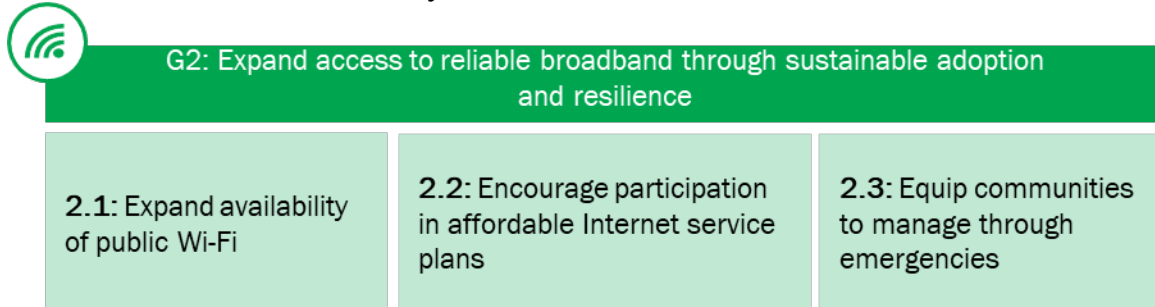 G2: Expand access to reliable broadband through sustainable adoption
and resilience
2.1: Expand availability
of public Wi-Fi
2.2: Encourage participation
in affordable Internet service
plans
2.3: Equip communities
to manage through
emergencies